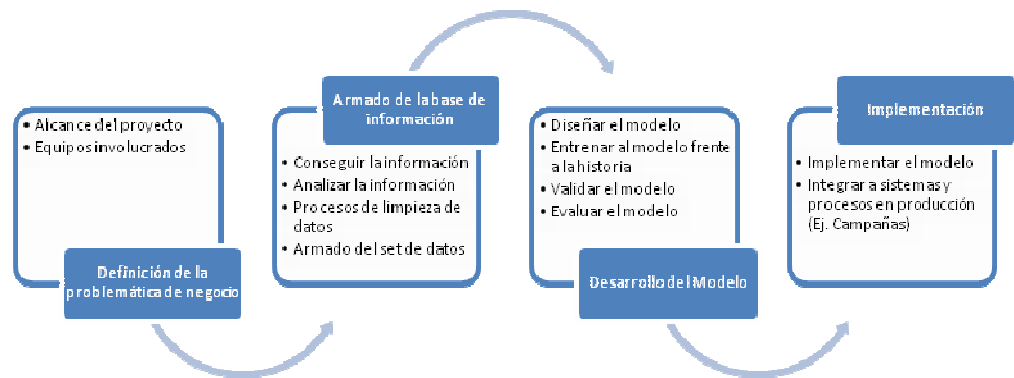 • Alcance del proyecto
• Equipos involucrados
Definición de la
problemática de negocio
Armado de la base de
información
• Conseguir la información
• Analizar la información
• Procesos de limpieza de
datos
• Armado del set de datos
• Diseñar el modelo
• Entrenar al modelo frente
a la historia
• Validar el modelo
• Evaluar el modelo
Desarrollo del Modelo
Implementación
• Implementar el modelo
• Integrar a sistemas y
procesos en producción
(Ej. Campañas)